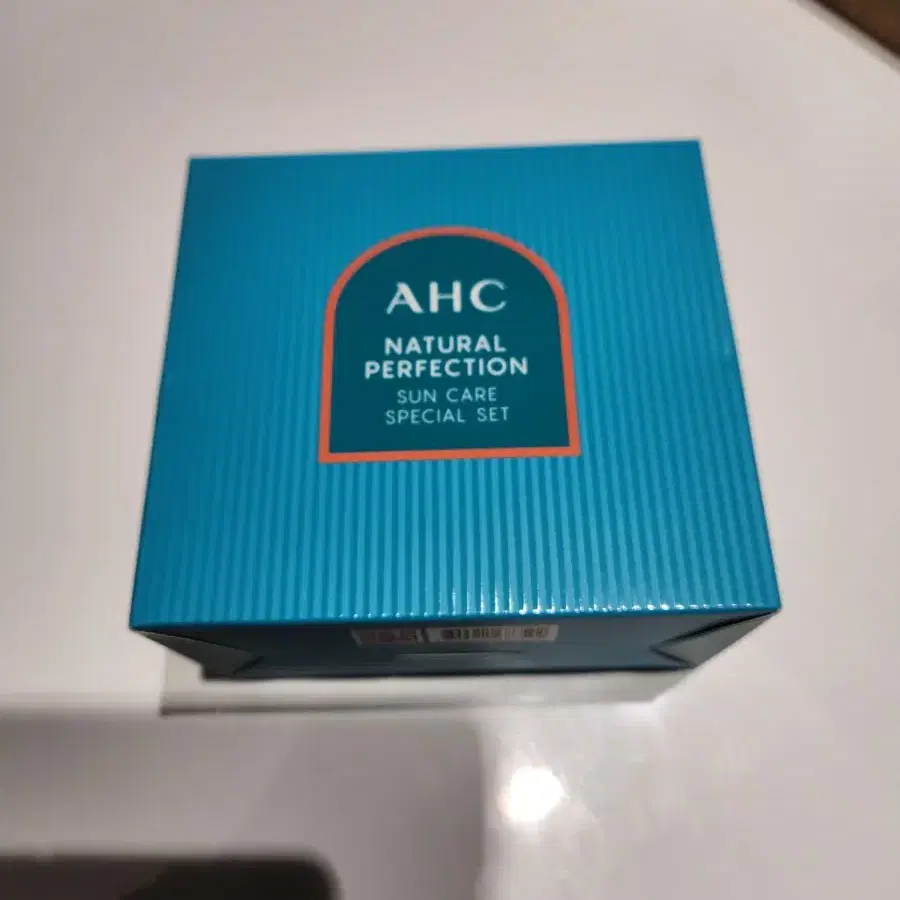 AHC
NATURAL
PERFECTION
SUN CARE
SPECIAL SET